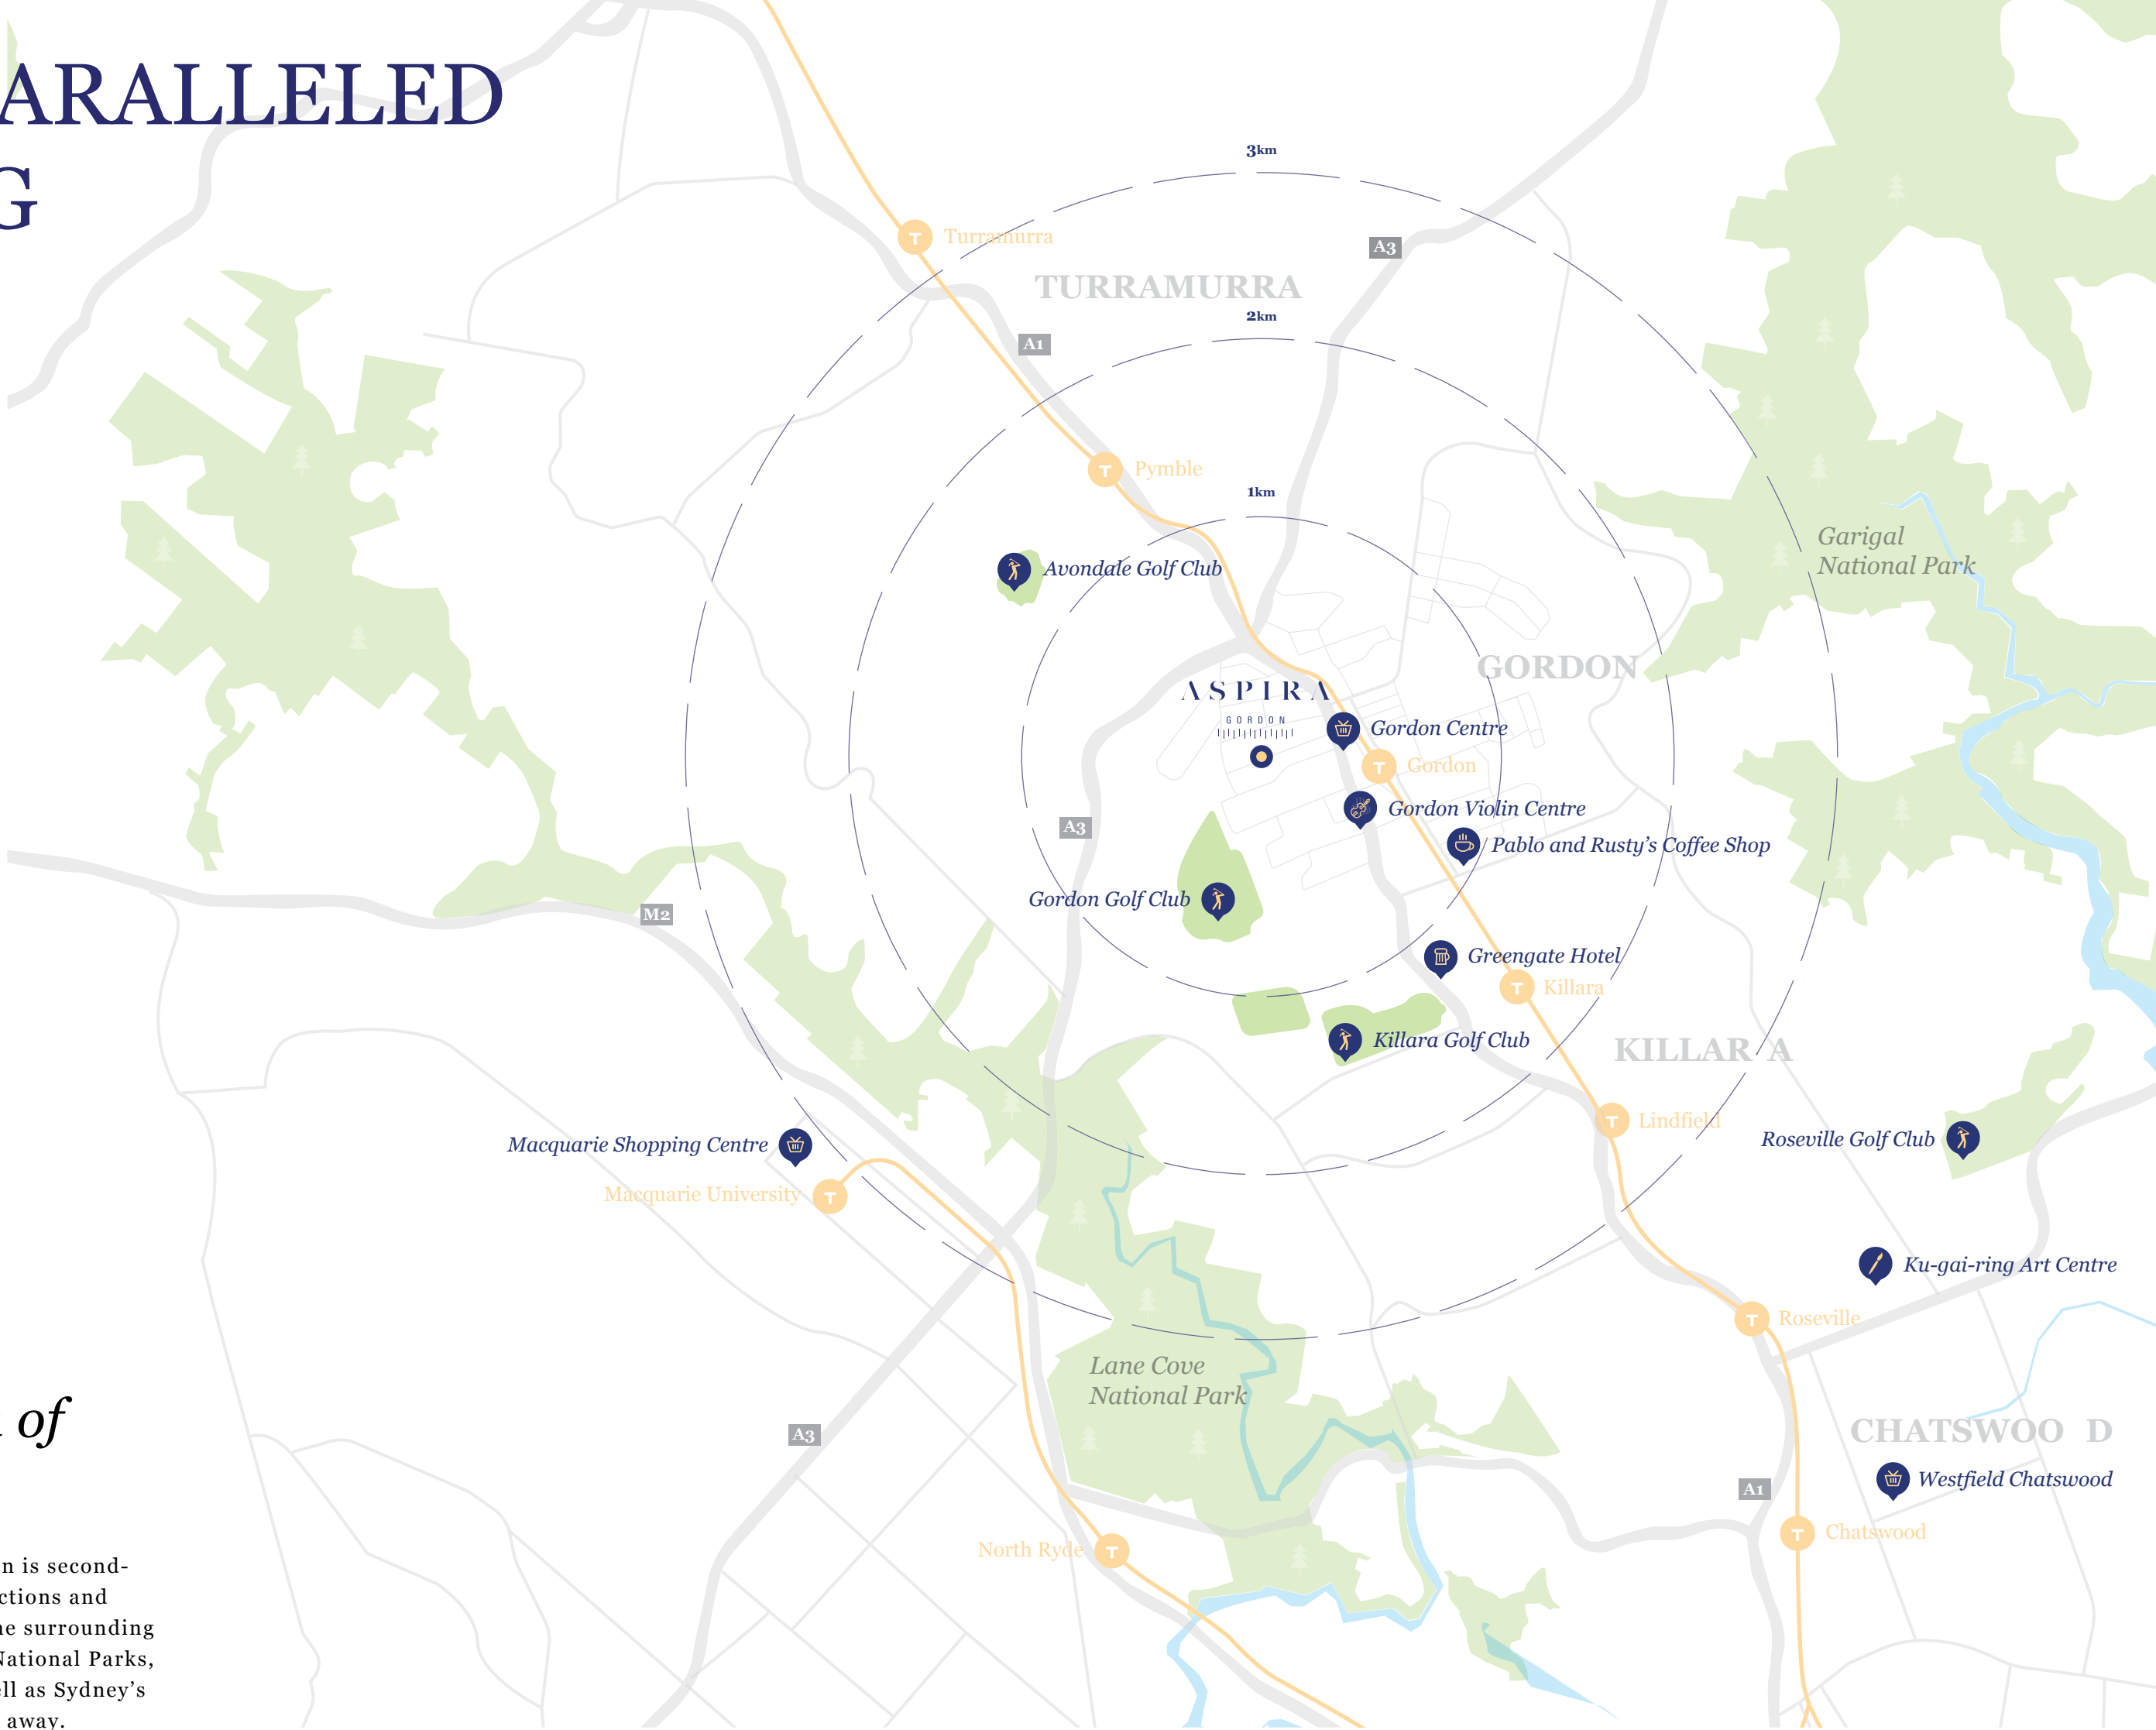 ARALLELED
G
3km
Turramurra
A3
TURRAMURRA
2km
A1
Pymble
1km
Garigal
National Park
Avondale Golf Club
GORDON
ASPIRA
GORDON
Gordon Centre
Gordon
Gordon Violin Centre
A3
Pablo and Rusty's Coffee Shop
Gordon Golf Club
M2
Greengate Hotel
Killara
Killara Golf Club
KILLAR A
Lindfield
Roseville Golf Club
Macquarie Shopping Centre
Macquarie University
Ku-gai-ring Art Centre
Roseville
Lane Cove
National Park
of
A3
CHATSWOO D
Westfield Chatswood
A1
Chatswood
North Ryde
n is second-
ctions and
he surrounding
National Parks,
ell as Sydney's
away.